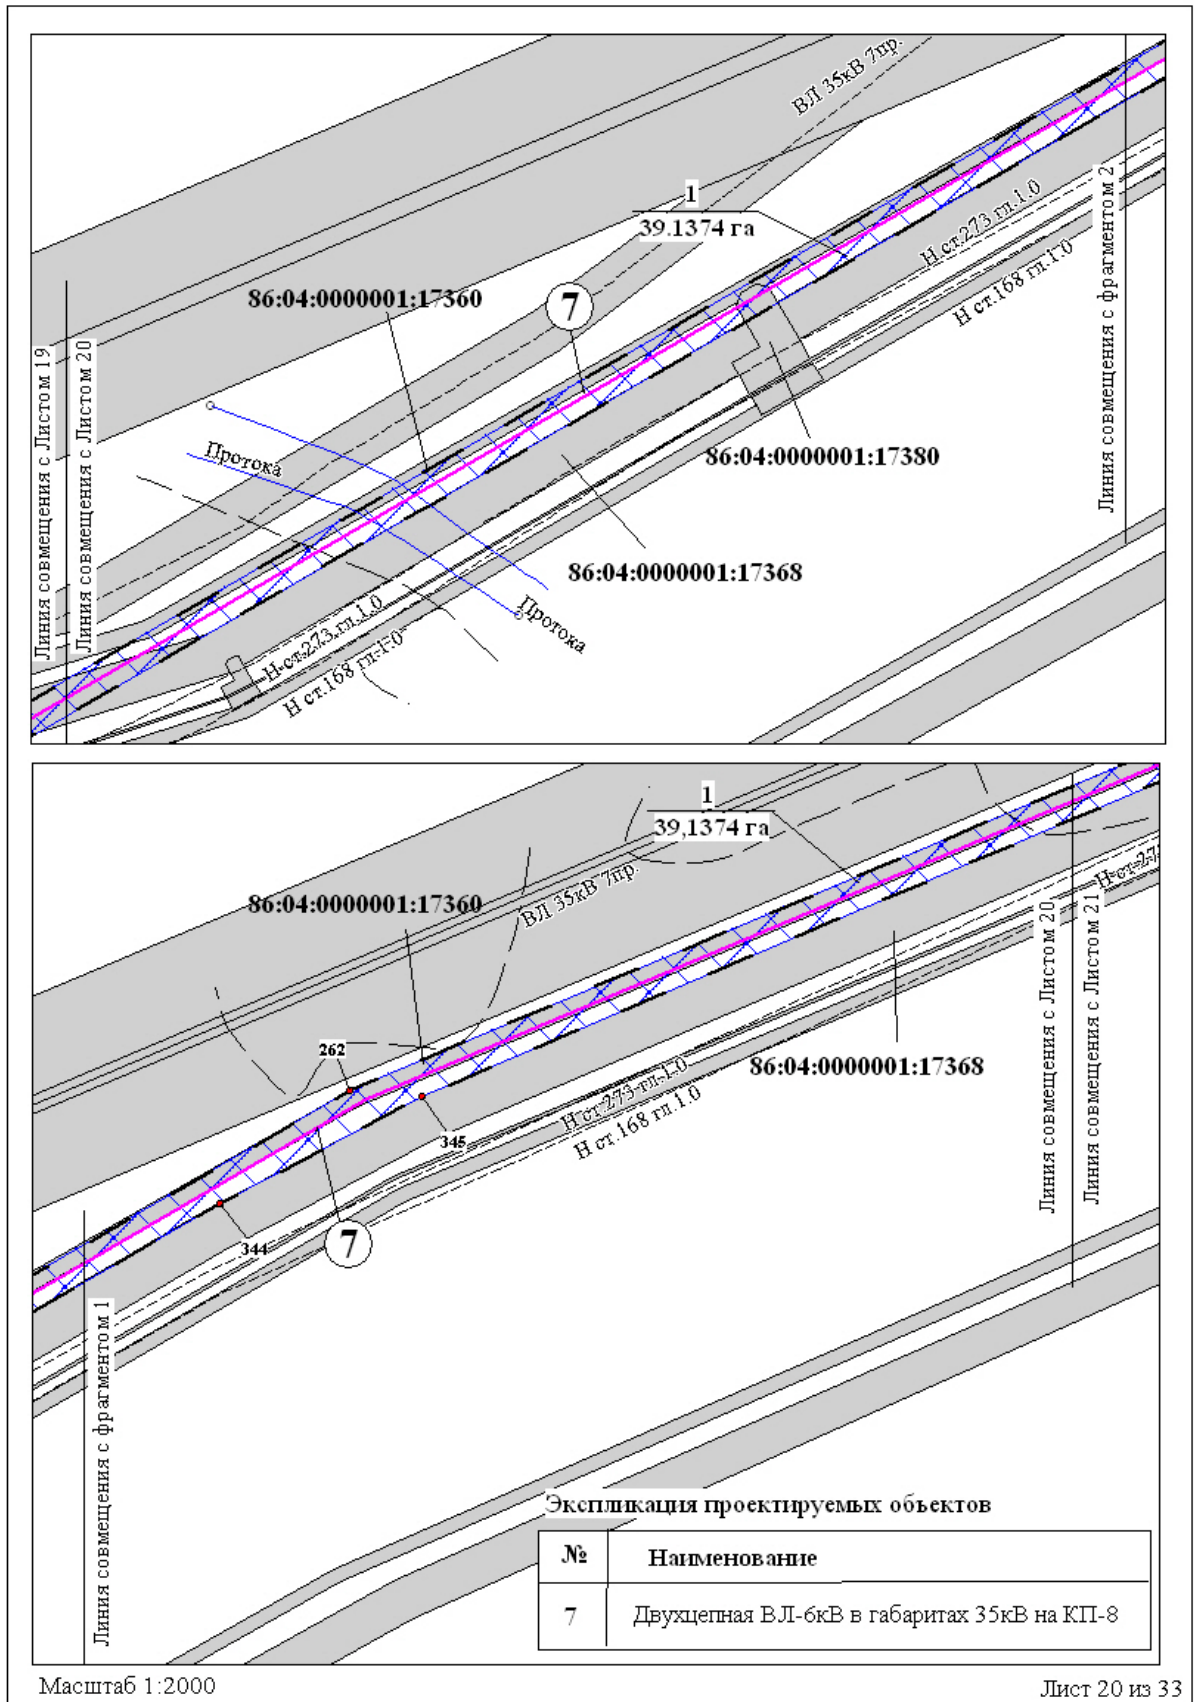 ВЛ 35кВ 7пр.
1
39.1374 га
Н ст.273 гл.1.0
Н ст.168 гл.1.0
Линия совмещения с фрагментом 2
86:04:0000001:17360
7
Линия совмещения с Листом 19
Линия совмещения с Листом 20
Протока
86:04:0000001:17380
86:04:0000001:17368
Протока
Н ст.273 гл.1.0
Н ст.168 гл.1.0
1
39,1374 га
86:04:0000001:17360
ВЛ 35кВ 7пр.
Н ст.27
Линия совмещения с Листом 20
Линия совмещения с Листом 21
262
86:04:0000001:17368
Н ст.273 гл.1.0
Н ст.168 гл.1.0
345
344
7
Линия совмещения с фрагментом 1
Экспликация проектируемых объектов
№ Наименование
7 Двухцепная ВЛ-6кВ в габаритах 35кВ на КП-8
Масштаб 1:2000
Лист 20 из 33